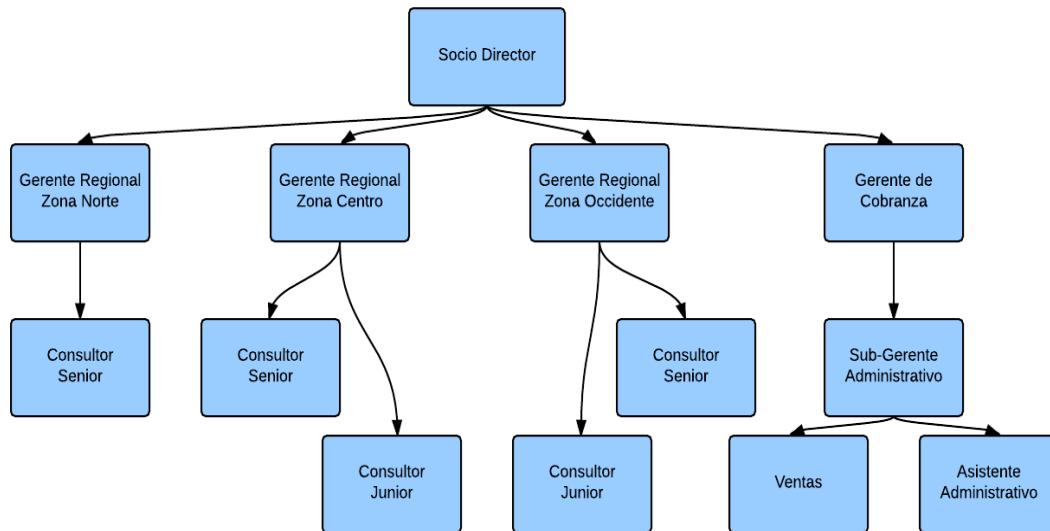 Socio Director
Gerente Regional
Zona Norte
Gerente Regional
Zona Centro
Gerente Regional
Zona Occidente
Gerente de
Cobranza
Consultor
Senior
Consultor
Senior
Consultor
Senior
Sub-Gerente
Administrativo
Consultor
Junior
Consultor
Junior
Ventas
Asistente
Administrativo